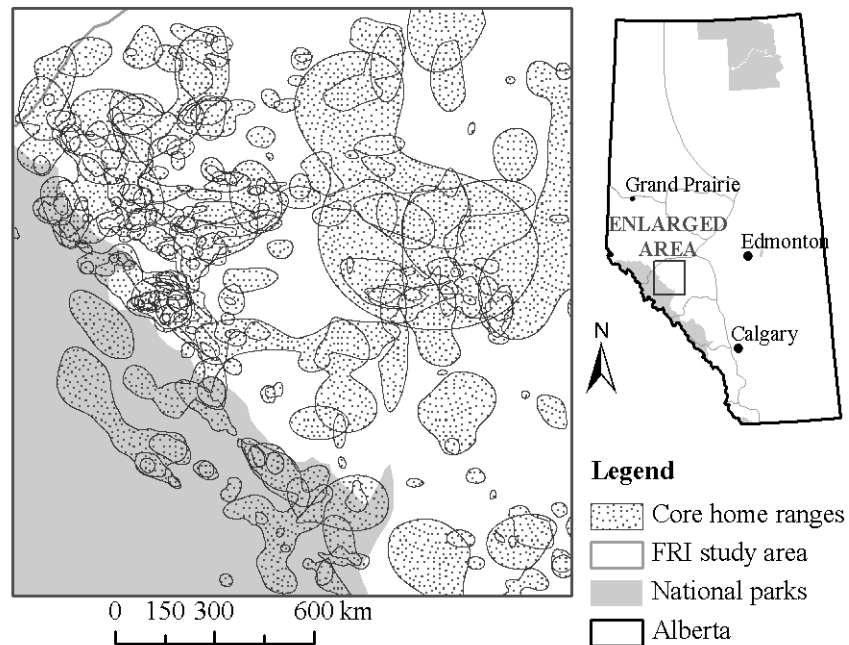 Grand Prairie
ENLARGED
AREA
Edmonton
Calgary
N
Legend
Core home ranges
FRI study area
National parks
Alberta
0 150 300 600 km